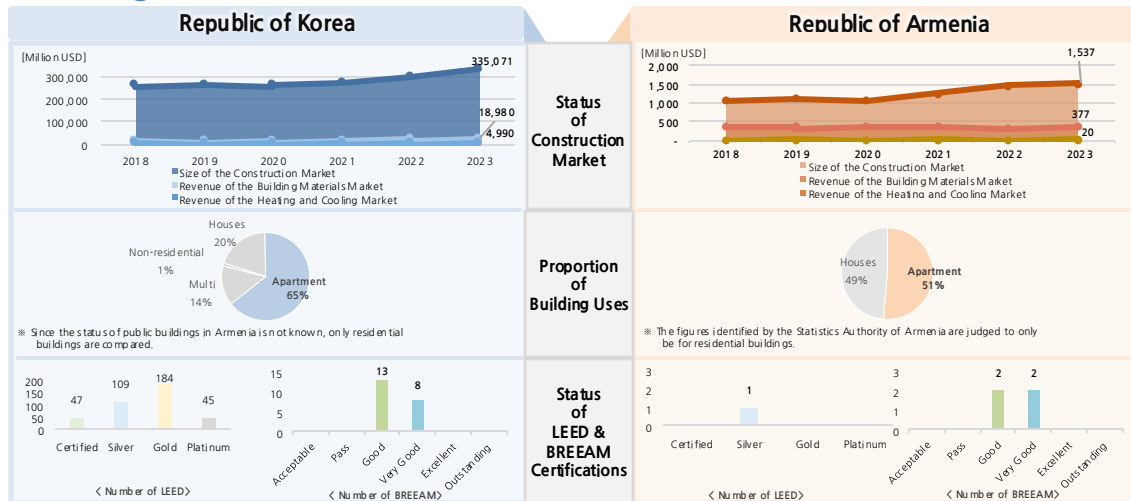 Republic of Korea
Republic of Armenia
[Million USD]
300,000
200,000
100,000
0
335,071
18,980
4,990
2018 2019 2020 2021 2022 2023
Size of the Construction Market
Revenue of the Building Materials Market
Revenue of the Heating and Cooling Market
Status
of
Construction
Market
[Million USD]
2,000
1,500
1,000
500
-
1,537
377
20
2018 2019 2020 2021 2022 2023
Size of the Construction Market
Revenue of the Building Materials Market
Revenue of the Heating and Cooling Market
Houses
20%
Non-residential
1%
Multi
14%
Apartment
65%
※ Since the status of public buildings in Armenia is not known, only residential
buildings are compared.
Proportion
of
Building Uses
Houses
49%
Apartment
51%
※ The figures identified by the Statistics Authority of Armenia are judged to only
be for residential buildings.
200
150
100
50
0
47
109
184
45
Certified Silver Gold Platinum
< Number of LEED >
15
10
5
0
13
8
Acceptable Pass Good Very Good Excellent Outstanding
< Number of BREEAM >
Status
of
LEED &
BREEAM
Certifications
3
2
1
0
1
Certified Silver Gold Platinum
< Number of LEED >
3
2
1
0
2
2
Acceptable Pass Good Very Good Excellent Outstanding
< Number of BREEAM >